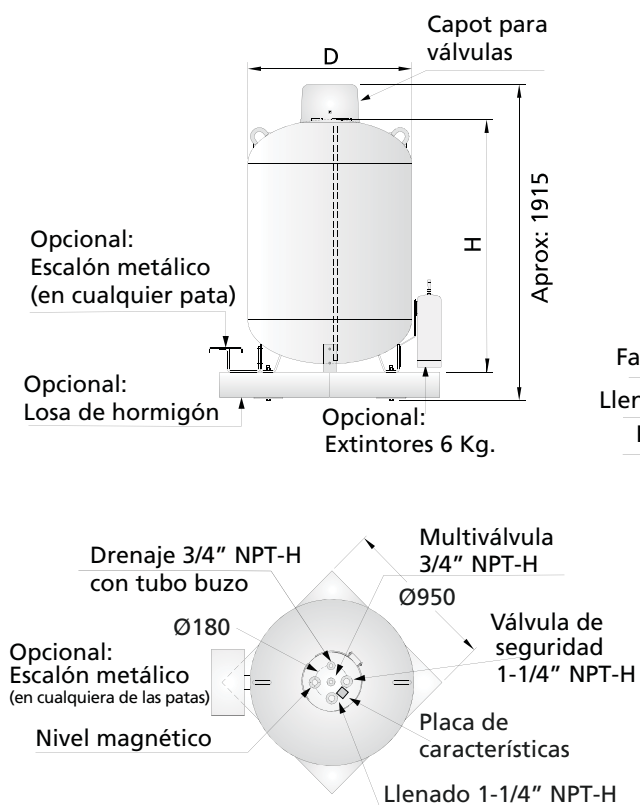 Capot para
válvulas
D
Aprox: 1915
H
Opcional:
Escalón metálico
(en cualquier pata)
Opcional:
Losa de hormigón
Opcional:
Extintores 6 Kg.
Fa
Llen
Drenaje 3/4” NPT-H
con tubo buzo
Multiválvula
3/4” NPT-H
Ø950
Ø180
Válvula de
seguridad
1-1/4” NPT-H
Opcional:
Escalón metálico
(en cualquiera de las patas)
Nivel magnético
Placa de
características
Llenado 1-1/4” NPT-H